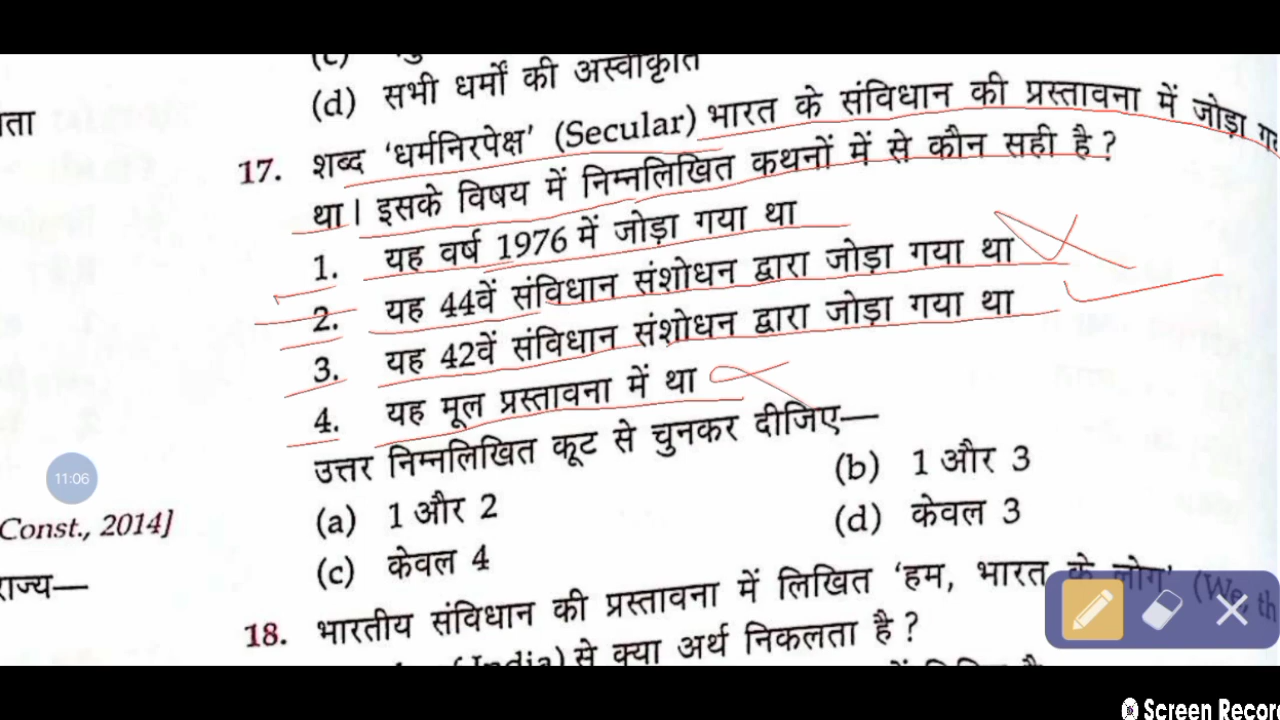 (d) सभी धर्मों की अस्वीकृति
17. शब्द ‘धर्मनिरपेक्ष’ (Secular) भारत के संविधान की प्रस्तावना में जोड़ा
था। इसके विषय में निम्नलिखित कथनों में से कौन सही है ?
1. यह वर्ष 1976 में जोड़ा गया था
2. यह 44वें संविधान संशोधन द्वारा जोड़ा गया था
3. यह 42वें संविधान संशोधन द्वारा जोड़ा गया था
4. यह मूल प्रस्तावना में था
उत्तर निम्नलिखित कूट से चुनकर दीजिए—
(a) 1 और 2
(b) 1 और 3
(c) केवल 4
(d) केवल 3
18. भारतीय संविधान की प्रस्तावना में लिखित ‘हम, भारत के लोग’ (We, th
India) से क्या अर्थ निकलता है ?
11:06
Const., 2014]
राज्य—
Screen Recor